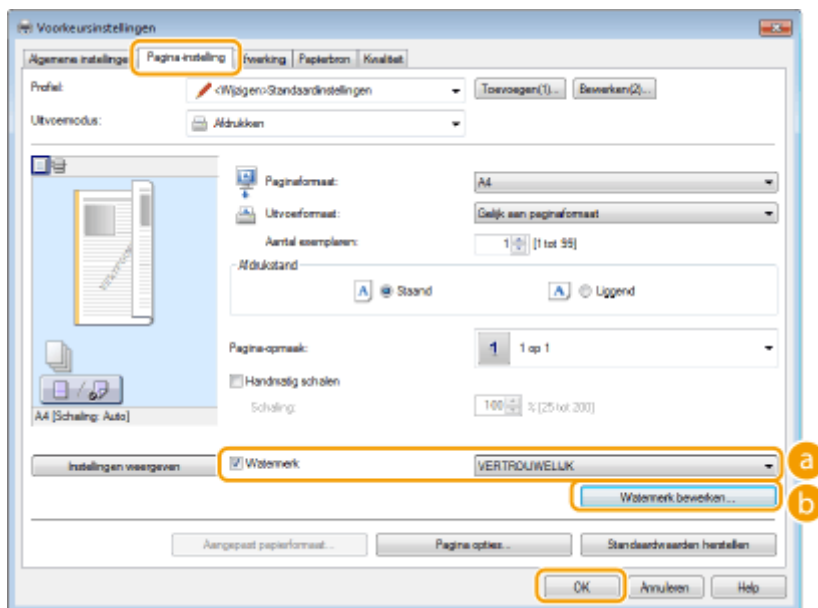 Voorkeursinstellingen
Algemene instellinge Pagina-instelling fwerking Papierbron Kwaliteit
Profiel: <Wijzigen>Standaardinstellingen Toevoegen(1)... Bewerken(2)...
Uitvoermodus: Afdrukken
Paginaformaat: A4
Uitvoerformaat: Gelijk aan paginaformaat
Aantal exemplaren: 1 [1 tot 99]
Afdrukstand
A Staand A Liggend
Pagina-opmaak: 1 1 op 1
Handmatig schalen
Schaling: 100 % [25 tot 200]
A4 [Schaling: Auto]
Instellingen weergeven Watermerk VERTROUWELIJK a
Watermerk bewerken... b
Aangepast papierformaat... Pagina opties... Standaardwaarden herstellen
OK Annuleren Help